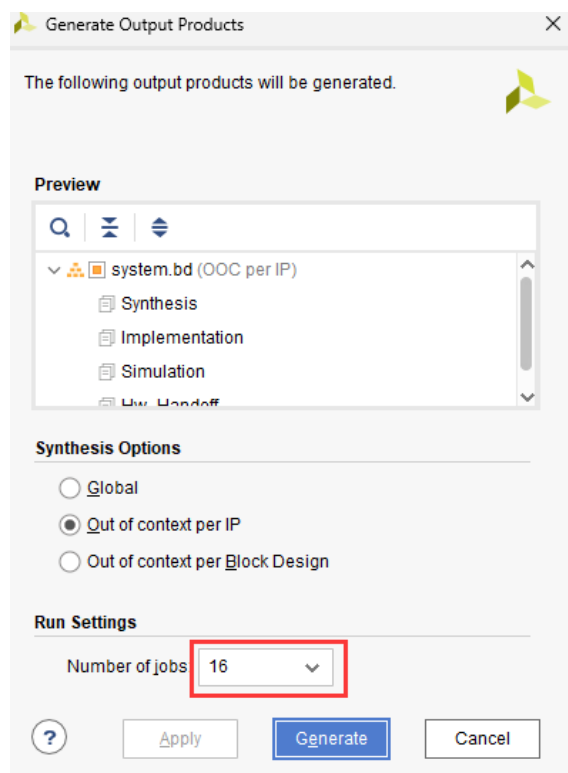 Generate Output Products
The following output products will be generated.
Preview
system.bd (OOC per IP)
Synthesis
Implementation
Simulation
Hw_Handoff
Synthesis Options
Global
Out of context per IP
Out of context per Block Design
Run Settings
Number of jobs 16
? Apply Generate Cancel